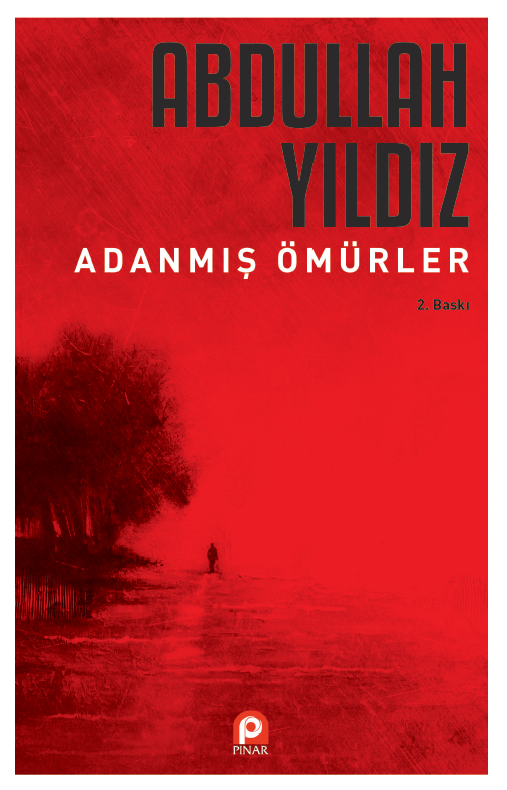 ABDULLAH
YILDIZ
ADANMIŞ ÖMÜRLER
2. Baskı
PINAR